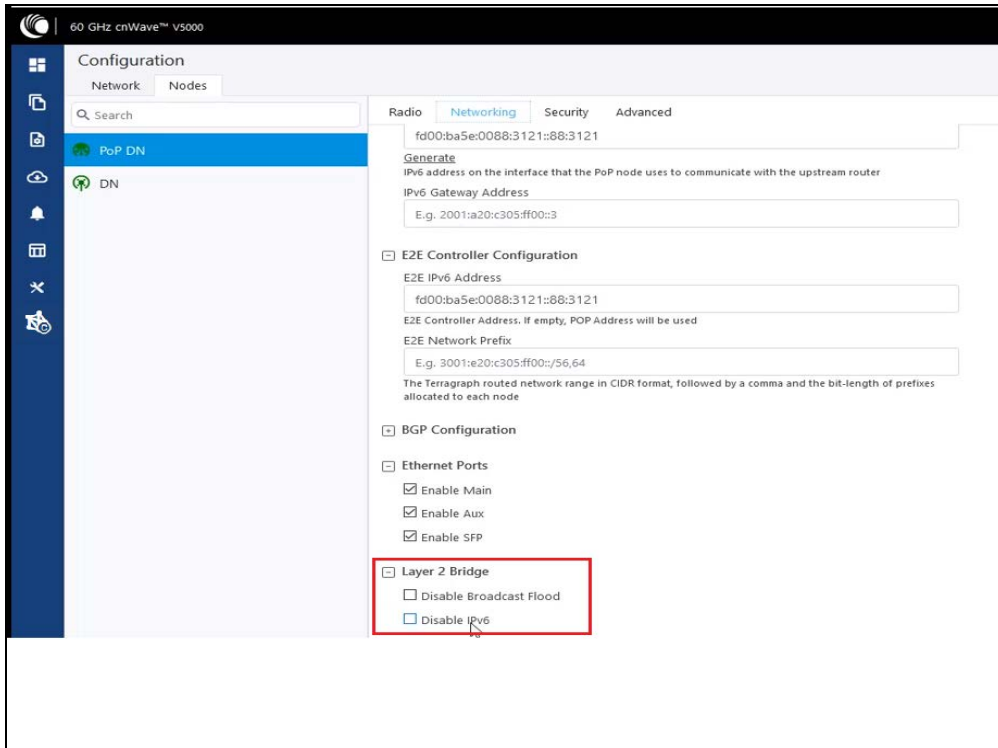 60 GHz cnWave™ V5000
Configuration
Network Nodes
Search
PoP DN
DN
Radio Networking Security Advanced
fd00:ba5e:0088:3121::88:3121
Generate
IPv6 address on the interface that the PoP node uses to communicate with the upstream router
IPv6 Gateway Address
E.g. 2001:a20:c305:ff00::3
E2E Controller Configuration
E2E IPv6 Address
fd00:ba5e:0088:3121::88:3121
E2E Controller Address. If empty, POP Address will be used
E2E Network Prefix
E.g. 3001:e20:c305:ff00::/56,64
The Terragraph routed network range in CIDR format, followed by a comma and the bit-length of prefixes
allocated to each node
BGP Configuration
Ethernet Ports
Enable Main
Enable Aux
Enable SFP
Layer 2 Bridge
Disable Broadcast Flood
Disable IPv6